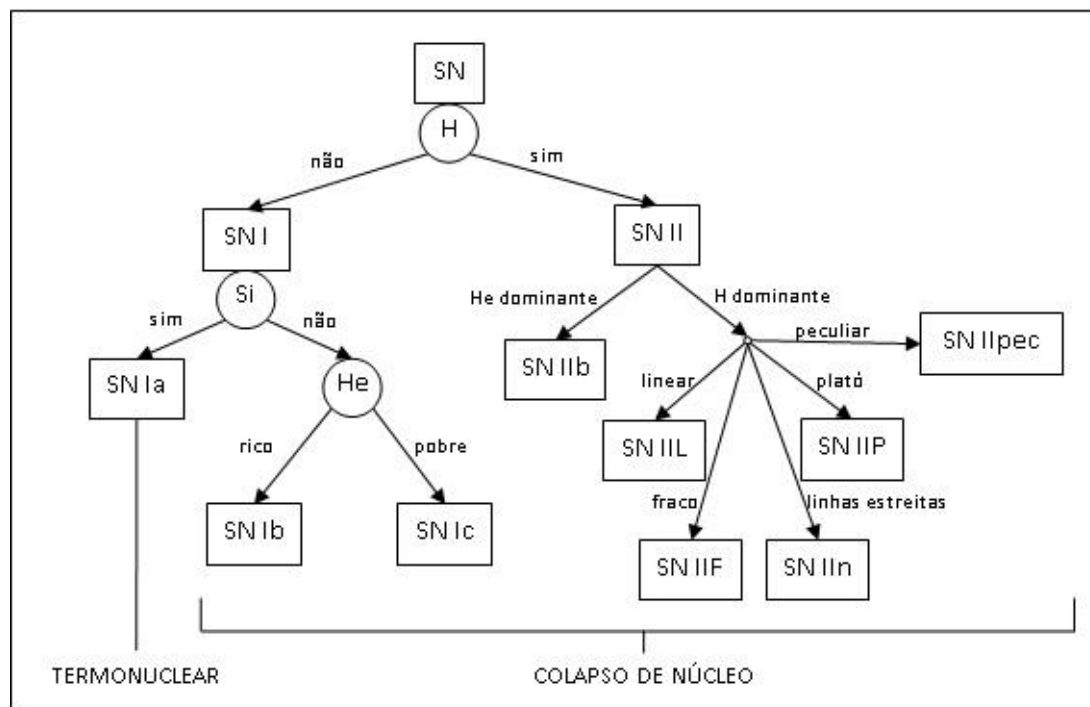 SN
H
não
sim
SN I
SN II
Si
He dominante
H dominante
sim
não
peculiar
SN IIpec
SN Ia
He
SN IIb
linear
platô
rico
pobre
SN IIL
SN IIP
fraco
linhas estreitas
SN Ib
SN Ic
SN IIF
SN IIn
TERMONUCLEAR
COLAPSO DE NÚCLEO